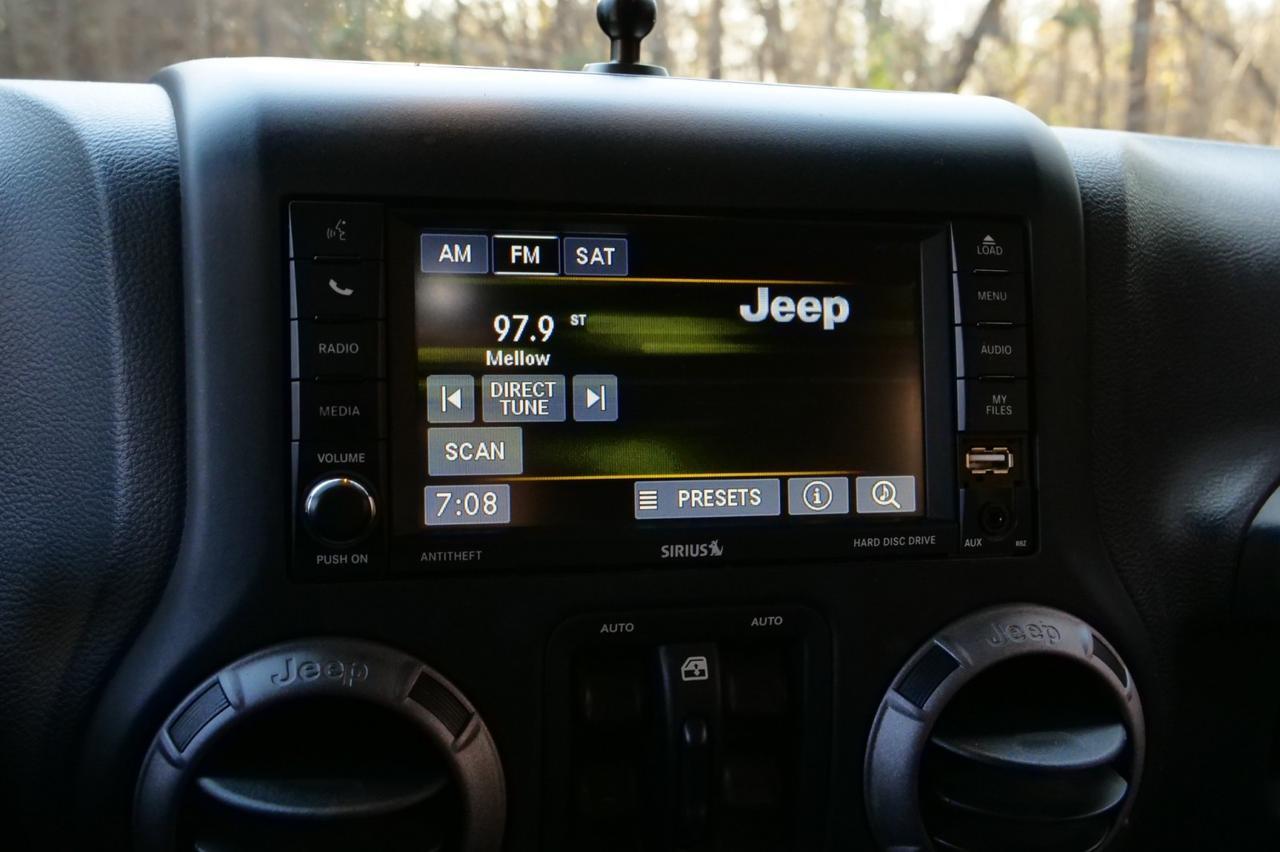 AM FM SAT
Jeep
97.9 ST
Mellow
DIRECT
TUNE
SCAN
7:08 PRESETS
RADIO
MEDIA
VOLUME
PUSH ON
ANTITHEFT
SIRIUS
HARD DISC DRIVE
LOAD
MENU
AUDIO
MY
FILES
AUX RBZ
AUTO AUTO
Jeep
Jeep